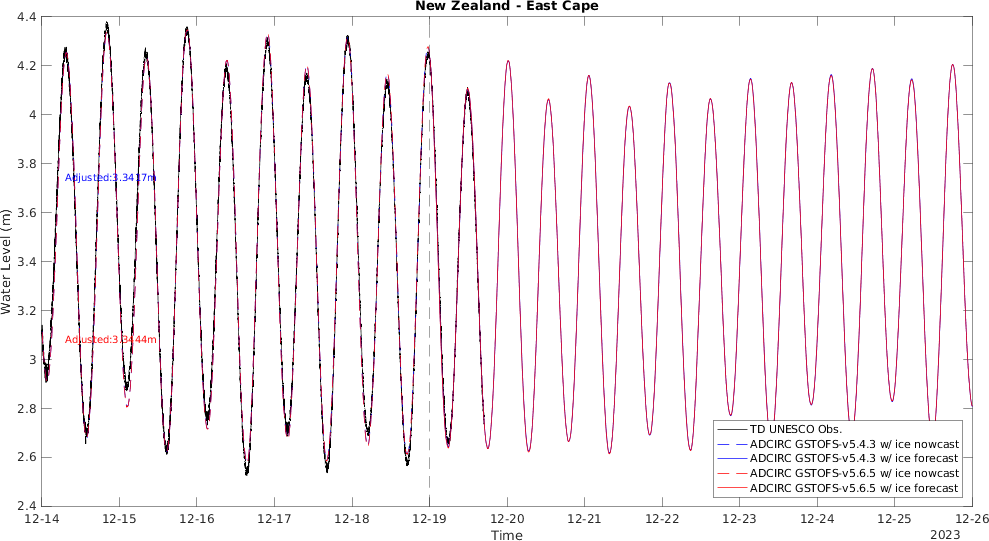 New Zealand - East Cape
4.4
4.2
4
3.8
3.6
3.4
3.2
3
2.8
2.6
2.4
Water Level (m)
Adjusted:3.3417m
Adjusted:3.3444m
TD UNESCO Obs.
ADCIRC GSTOFS-v5.4.3 w/ ice nowcast
ADCIRC GSTOFS-v5.4.3 w/ ice forecast
ADCIRC GSTOFS-v5.6.5 w/ ice nowcast
ADCIRC GSTOFS-v5.6.5 w/ ice forecast
12-14 12-15 12-16 12-17 12-18 12-19 12-20 12-21 12-22 12-23 12-24 12-25 12-26
Time 2023